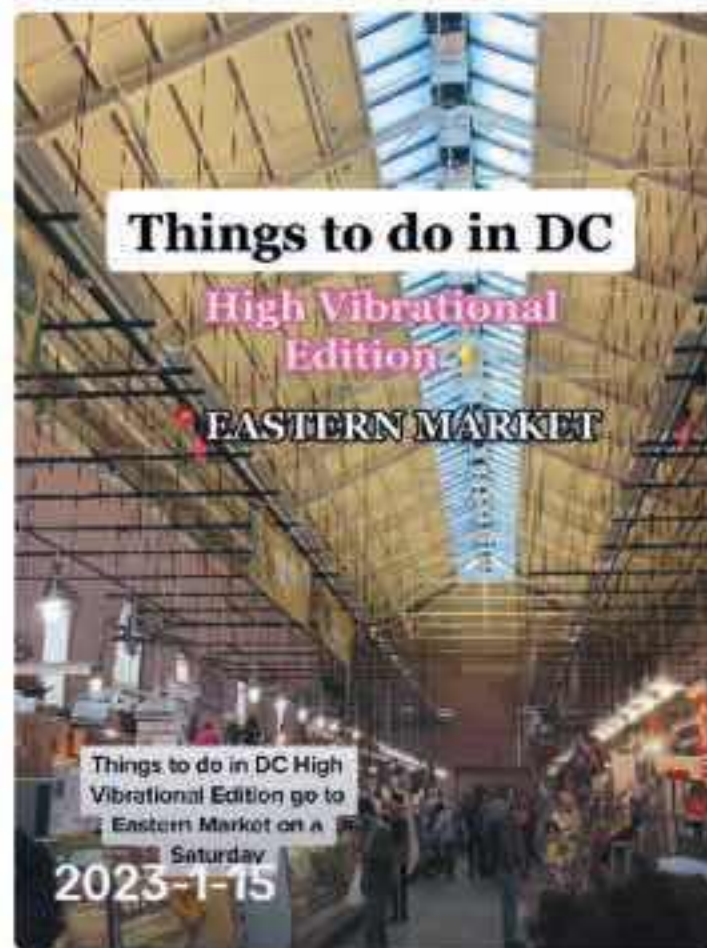 Things to do in DC
High Vibrational
Edition
EASTERN MARKET
Things to do in DC High
Vibrational Edition go to
Eastern Market on a
Saturday
2023-1-15